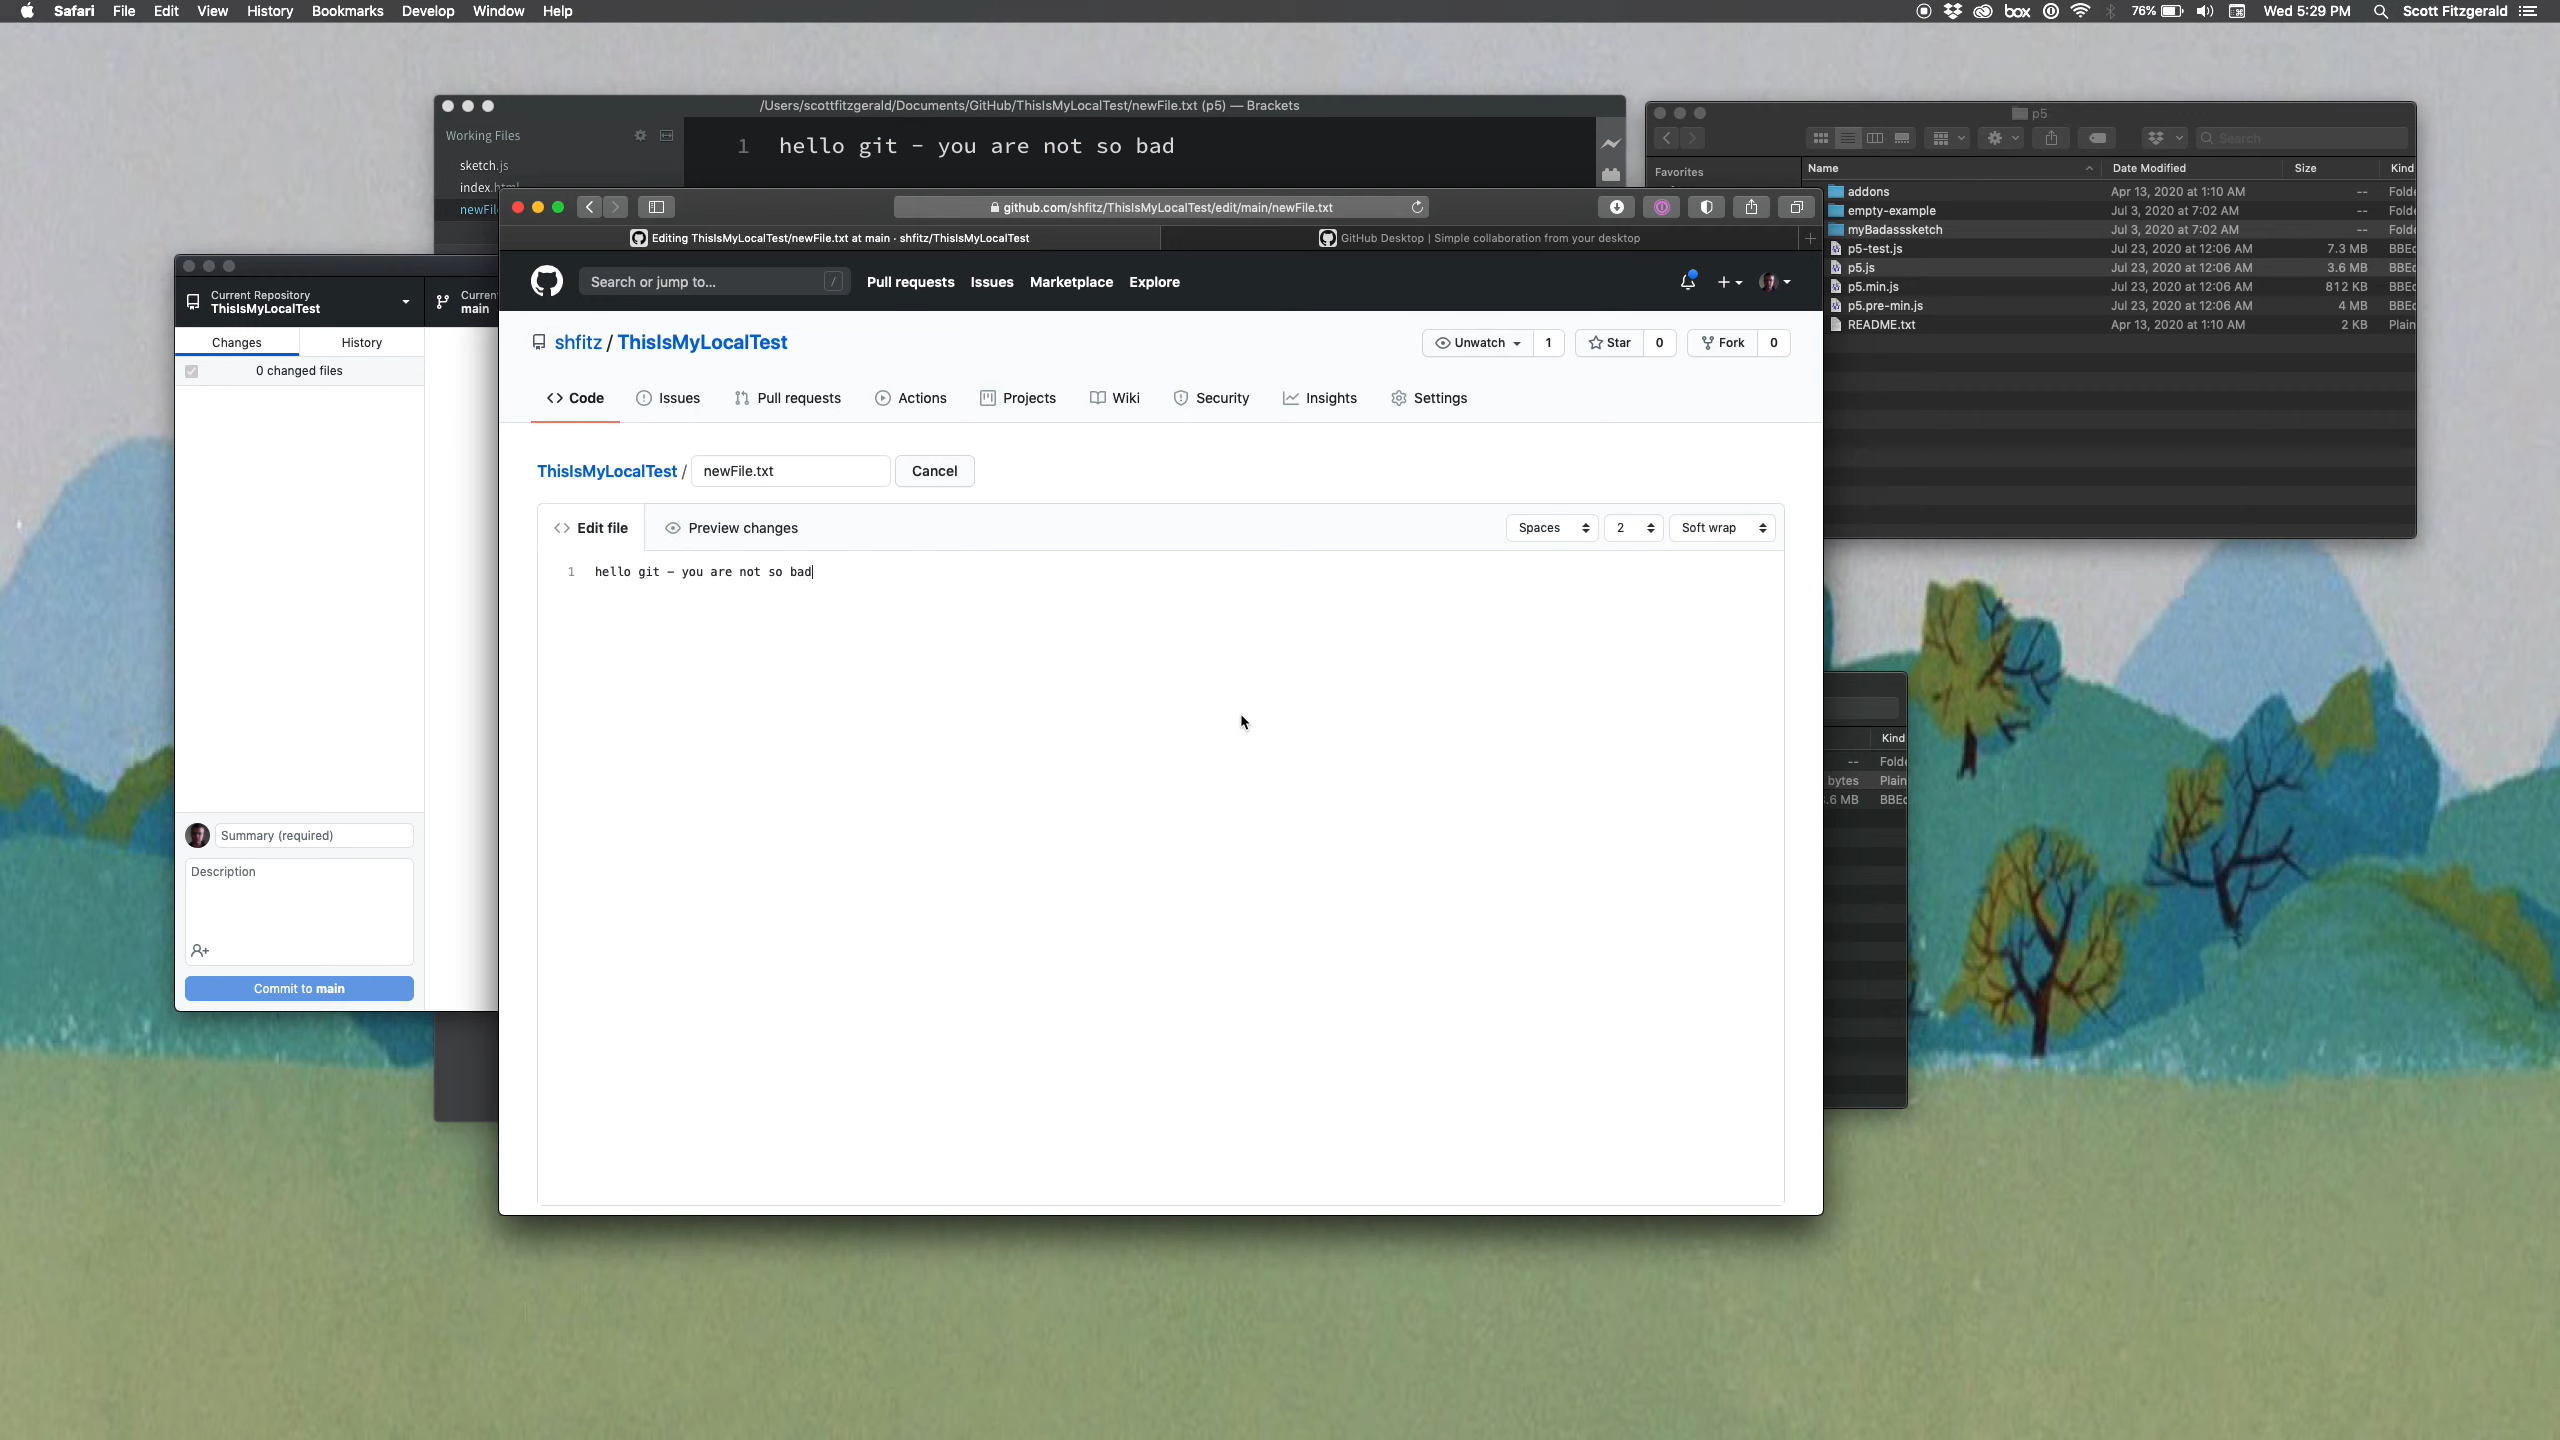 Safari File Edit View History Bookmarks Develop Window Help
box 76% Wed 5:29 PM Scott Fitzgerald
/Users/scottfitzgerald/Documents/GitHub/ThisIsMyLocalTest/newFile.txt (p5) — Brackets
Working Files
sketch.js
1 hello git - you are not so bad
p5
Search
Favorites
Name Date Modified Size Kind
addons Apr 13, 2020 at 1:10 AM --
empty-example Jul 3, 2020 at 7:02 AM --
myBadasssketch Jul 3, 2020 at 7:02 AM --
p5-test.js Jul 23, 2020 at 12:06 AM 7.3 MB
p5.js Jul 23, 2020 at 12:06 AM 3.6 MB
p5.min.js Jul 23, 2020 at 12:06 AM 812 KB
p5.pre-min.js Jul 23, 2020 at 12:06 AM 4 MB
README.txt Apr 13, 2020 at 1:10 AM 2 KB
github.com/shfitz/ThisIsMyLocalTest/edit/main/newFile.txt
Editing ThisIsMyLocalTest/newFile.txt at main · shfitz/ThisIsMyLocalTest
GitHub Desktop | Simple collaboration from your desktop
Search or jump to... / Pull requests Issues Marketplace Explore
shfitz / ThisIsMyLocalTest
Unwatch 1 Star 0 Fork 0
Code Issues Pull requests Actions Projects Wiki Security Insights Settings
ThisIsMyLocalTest / newFile.txt Cancel
Edit file Preview changes Spaces 2 Soft wrap
1 hello git - you are not so bad
Current Repository
ThisIsMyLocalTest
main
Changes History
0 changed files
Summary (required)
Description
Commit to main
Kind
--
bytes